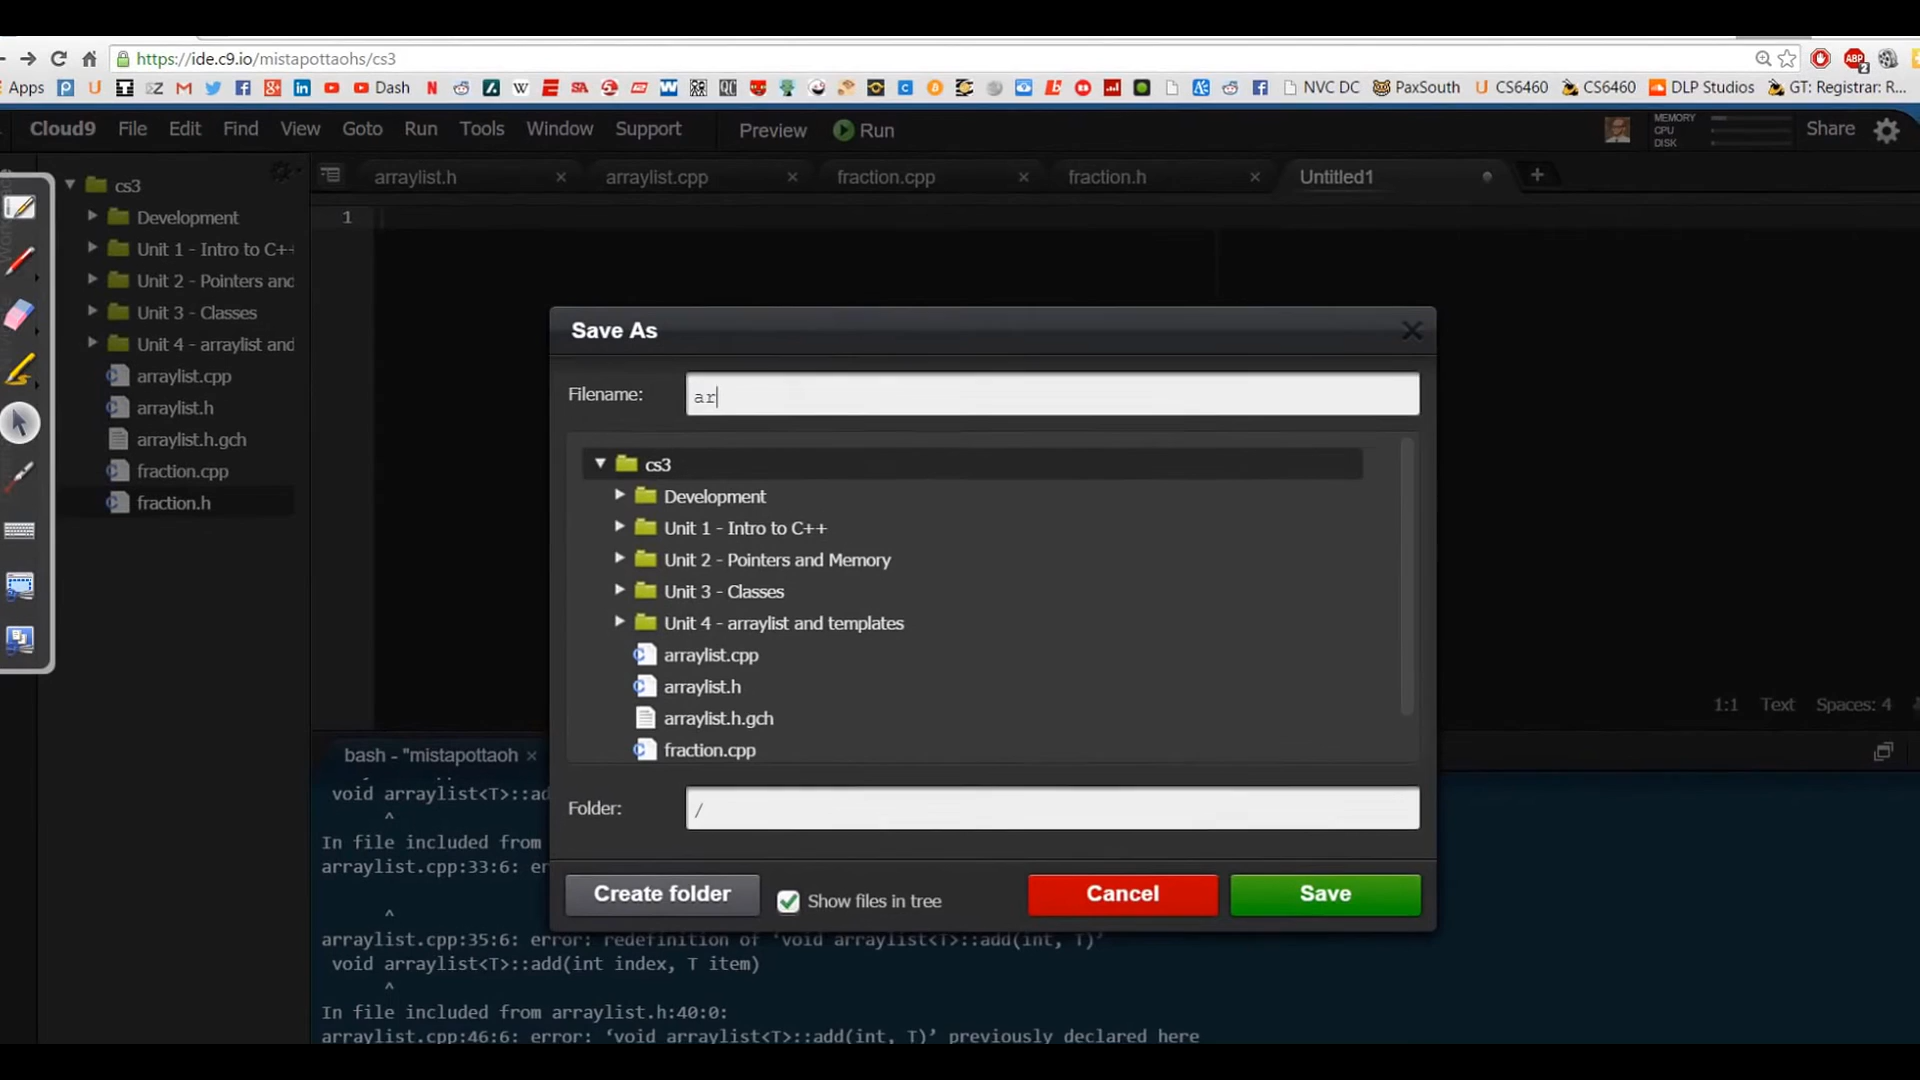 https://ide.c9.io/mistapottaohs/cs3
Apps Dash NVC DC PaxSouth CS6460 CS6460 DLP Studios GT: Registrar: R...
Cloud9 File Edit Find View Goto Run Tools Window Support Preview Run MEMORY CPU DISK Share
cs3
Development
Unit 1 - Intro to C++
Unit 2 - Pointers and
Unit 3 - Classes
Unit 4 - arraylist and
arraylist.cpp
arraylist.h
arraylist.h.gch
fraction.cpp
fraction.h
arraylist.h arraylist.cpp fraction.cpp fraction.h Untitled1
1
Save As
Filename: ar
cs3
Development
Unit 1 - Intro to C++
Unit 2 - Pointers and Memory
Unit 3 - Classes
Unit 4 - arraylist and templates
arraylist.cpp
arraylist.h
arraylist.h.gch
fraction.cpp
Folder: /
Create folder Show files in tree Cancel Save
1:1 Text Spaces: 4
bash - "mistapottaoh
void arraylist<T>::ad
^
In file included from
arraylist.cpp:33:6: er
^
arraylist.cpp:35:6: error: redefinition of ‘void arraylist<T>::add(int, T)’
void arraylist<T>::add(int index, T item)
^
In file included from arraylist.h:40:0:
arraylist.cpp:46:6: error: ‘void arraylist<T>::add(int, T)’ previously declared here